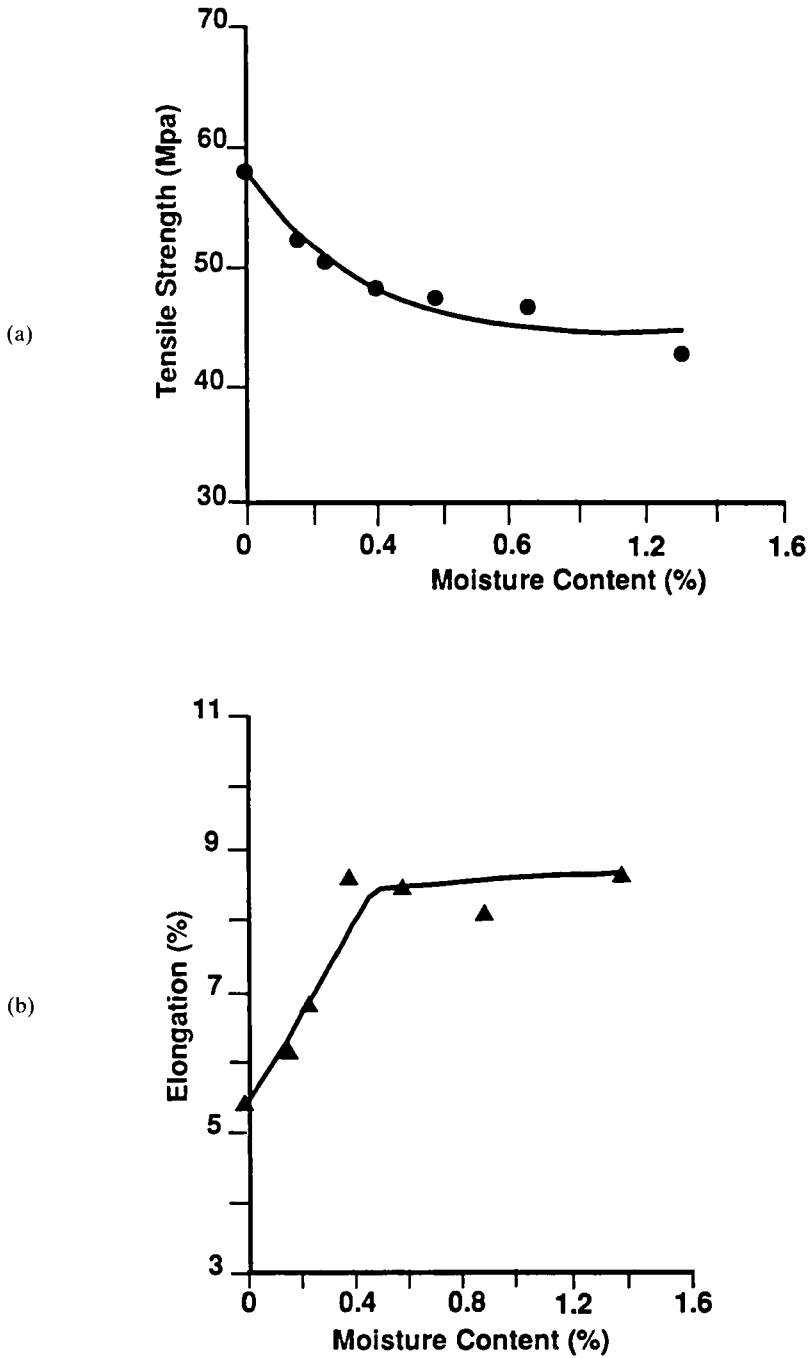 (a)
Tensile Strength (Mpa)
70
60
50
40
30
0 0.4 0.6 1.2 1.6
Moisture Content (%)
(b)
Elongation (%)
11
9
7
5
3
0 0.4 0.8 1.2 1.6
Moisture Content (%)